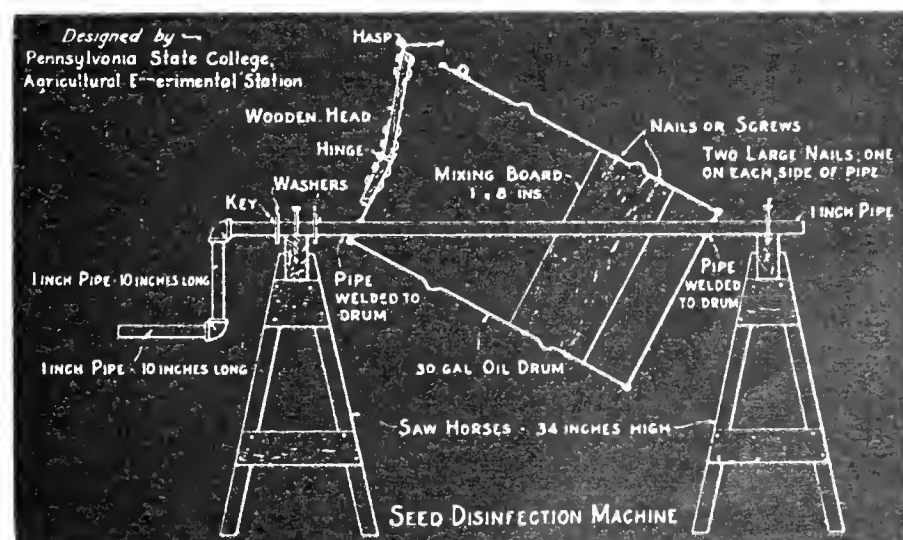 Designed by —
Pennsylvania State College,
Agricultural E--erimental Station
HASP
WOODEN HEAD
HINGE
WASHERS
KEY
MIXING BOARD
1 x 8 INS.
NAILS OR SCREWS
TWO LARGE NAILS; ONE
ON EACH SIDE OF PIPE
1 INCH PIPE
1 INCH PIPE - 10 INCHES LONG
1 INCH PIPE - 10 INCHES LONG
PIPE
WELDED TO
DRUM
PIPE
WELDED
TO DRUM
30 GAL OIL DRUM
SAW HORSES - 34 INCHES HIGH
SEED DISINFECTION MACHINE